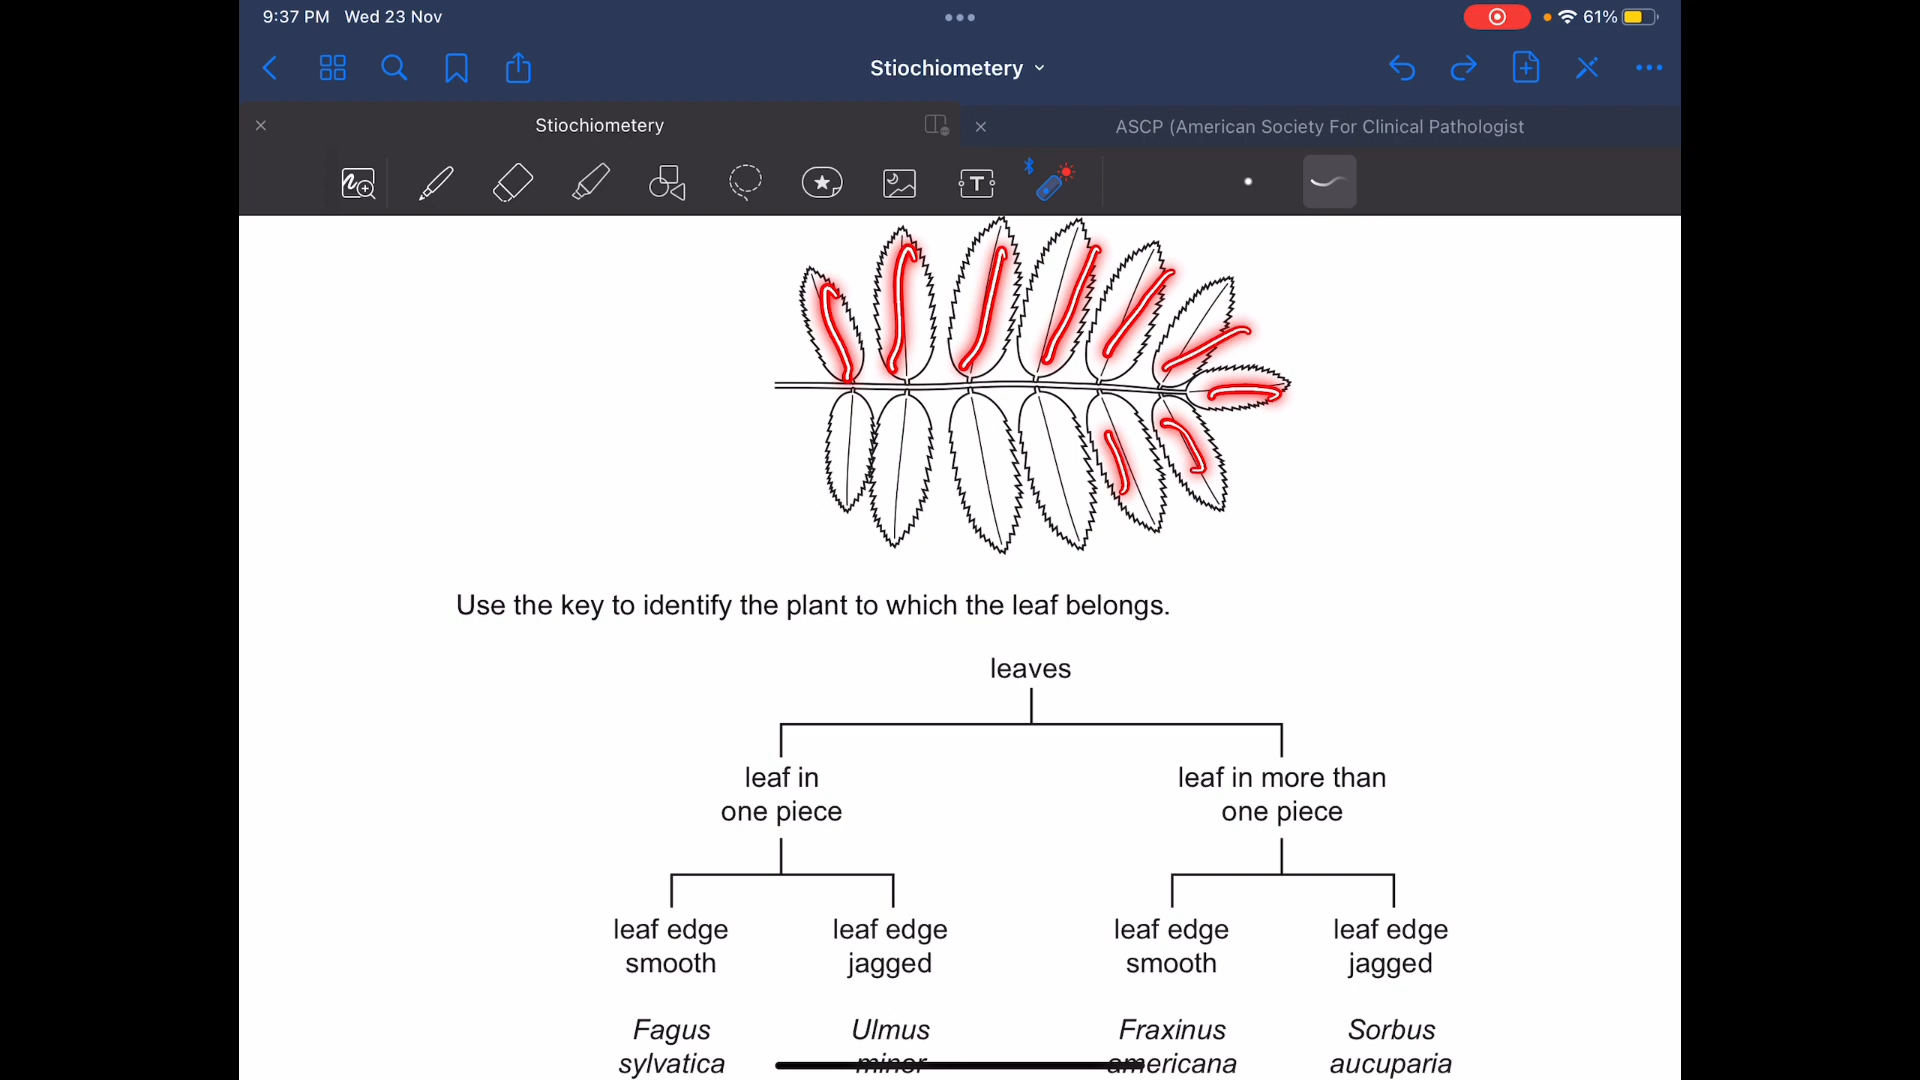 9:37 PM Wed 23 Nov
61%
Stiochiometery
Stiochiometery
ASCP (American Society For Clinical Pathologist
T
Use the key to identify the plant to which the leaf belongs.
leaves
leaf in
one piece
leaf in more than
one piece
leaf edge
smooth
leaf edge
jagged
leaf edge
smooth
leaf edge
jagged
Fagus
sylvatica
Ulmus
minor
Fraxinus
americana
Sorbus
aucuparia